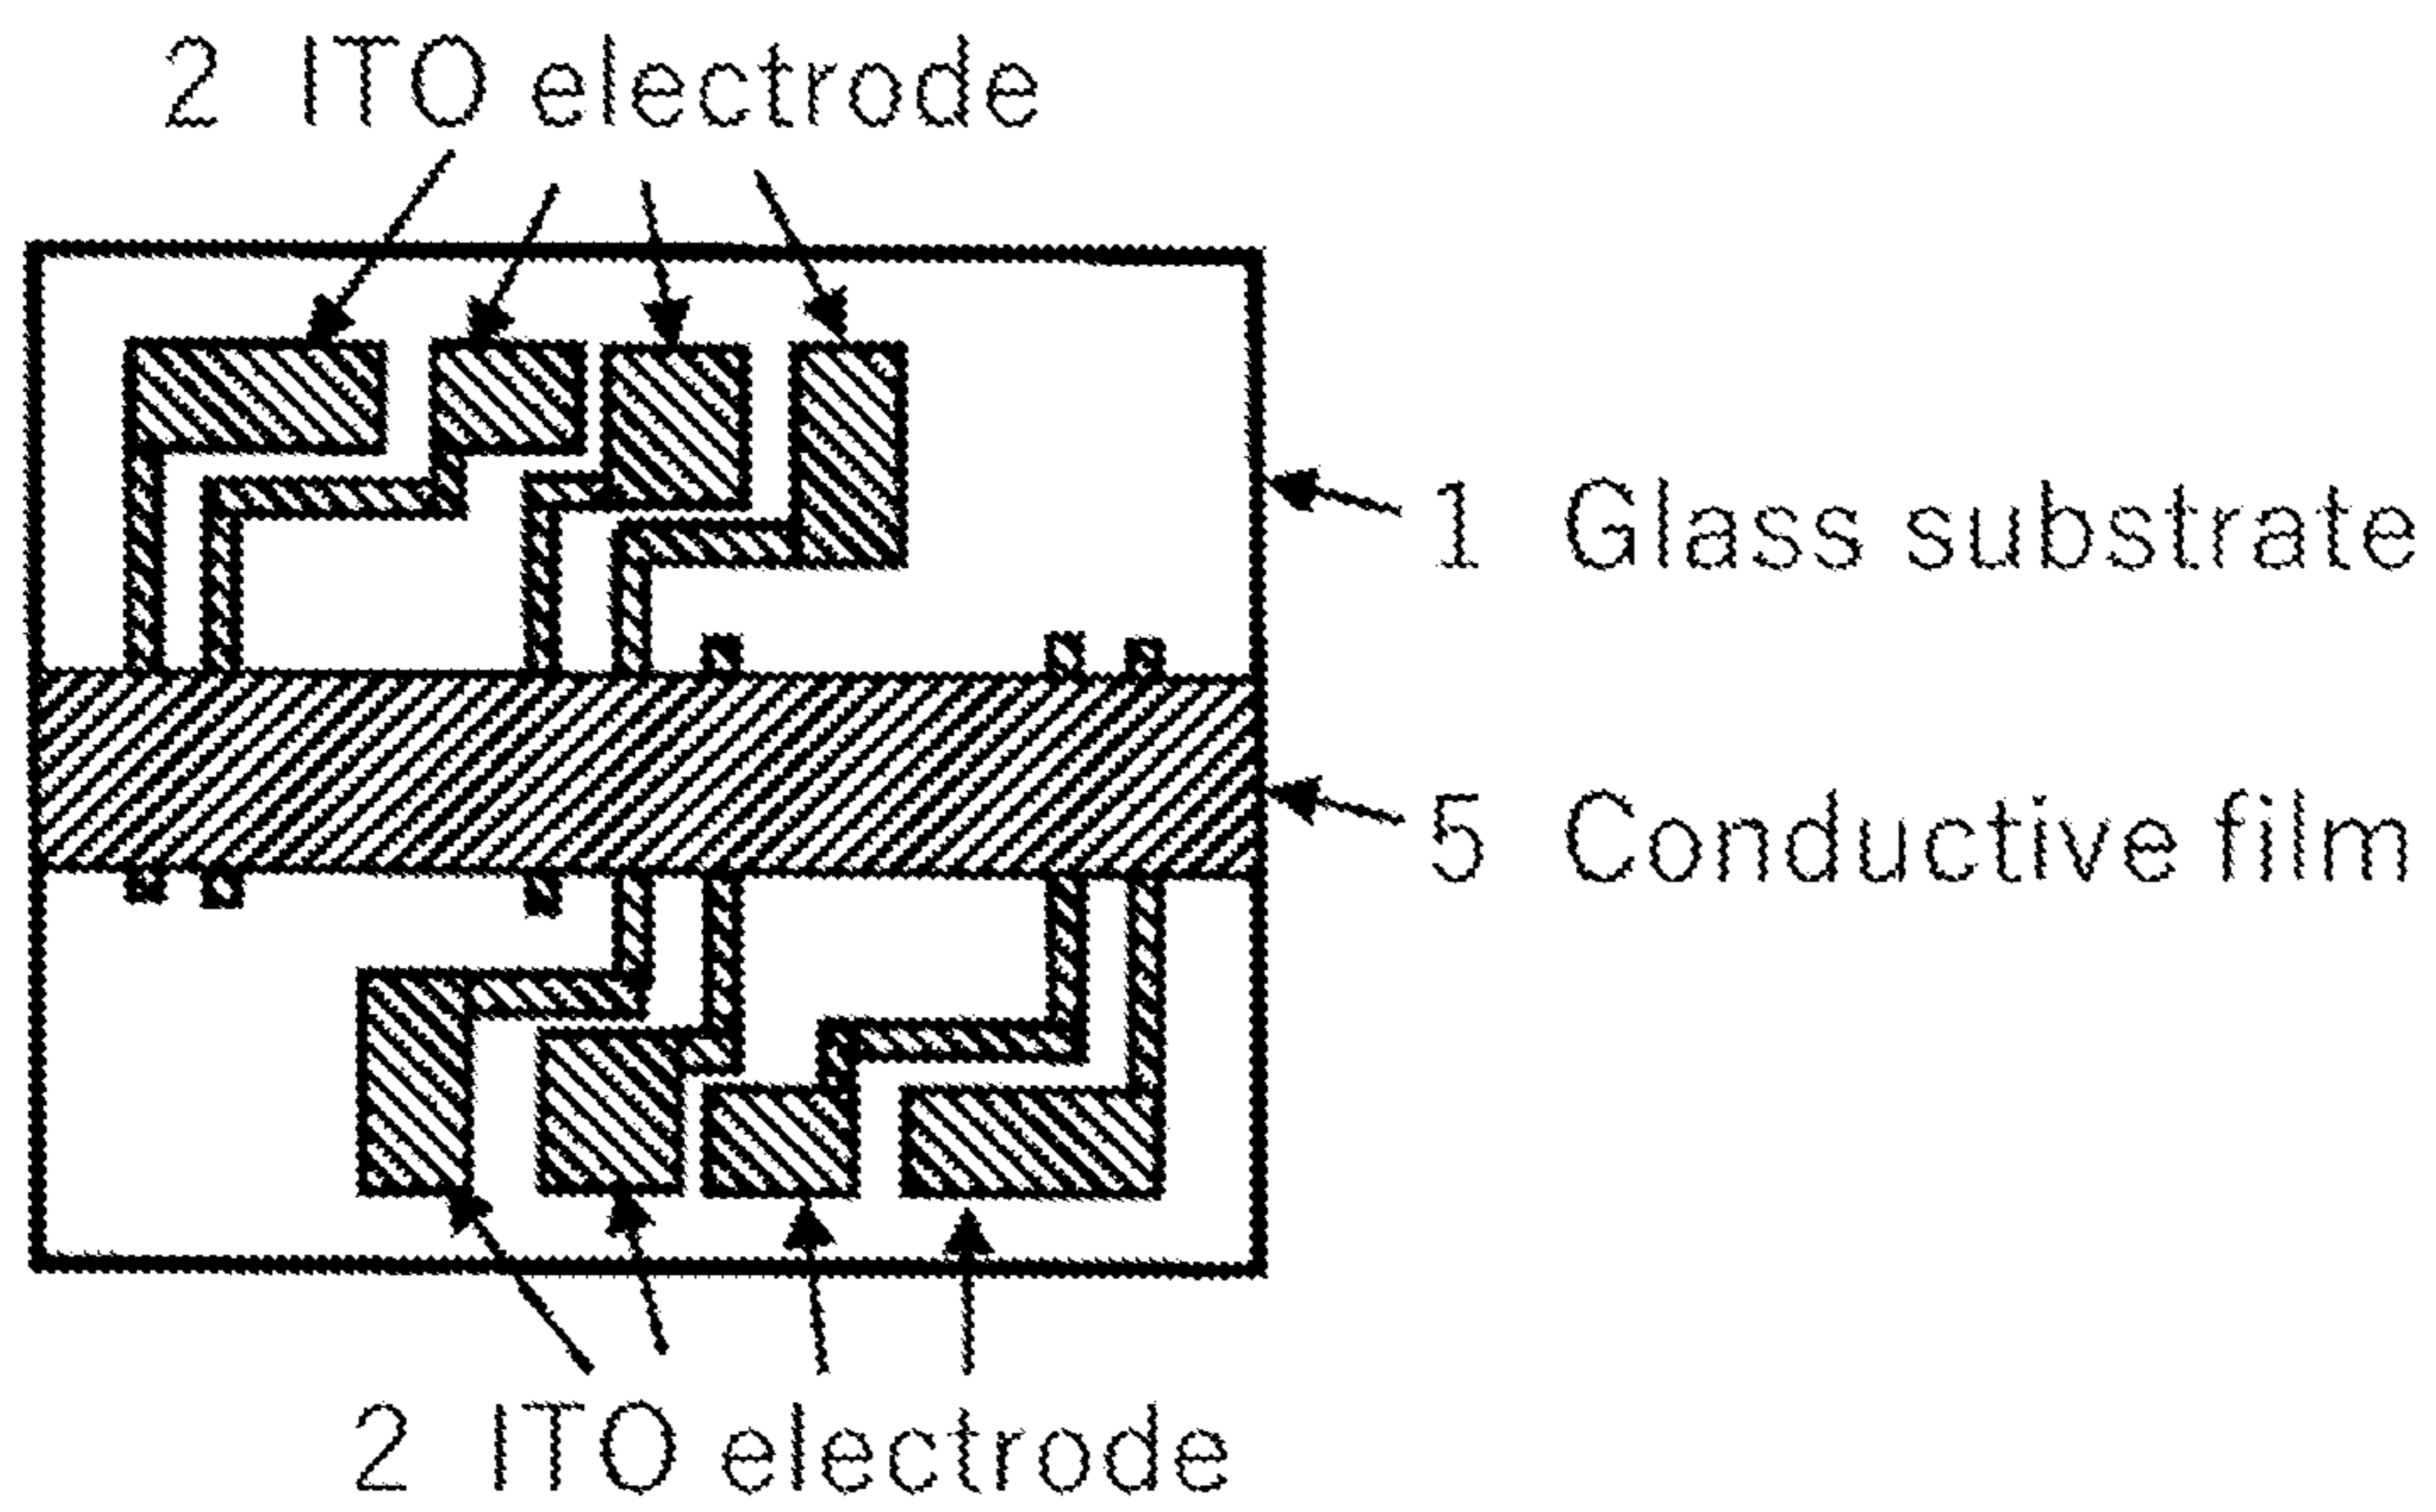 2 ITO electrode
1 Glass substrate
5 Conductive film
2 ITO electrode